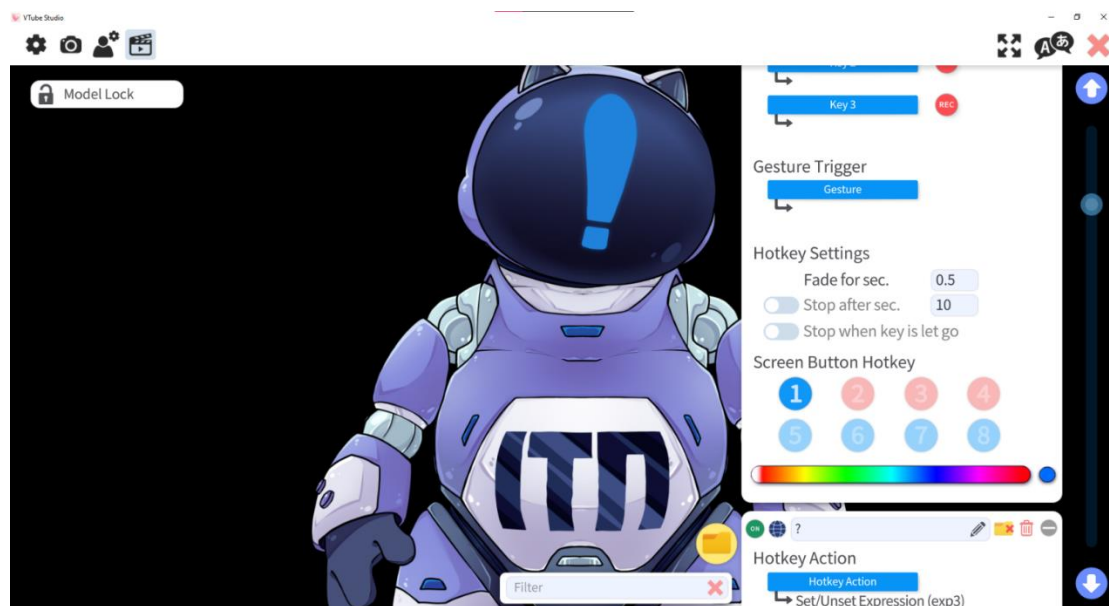 VTube Studio
Aあ
Model Lock
Key 3
REC
Gesture Trigger
Gesture
Hotkey Settings
Fade for sec. 0.5
Stop after sec. 10
Stop when key is let go
Screen Button Hotkey
1 2 3 4
5 6 7 8
ON ?
Hotkey Action
Hotkey Action
Set/Unset Expression (exp3)
Filter
!